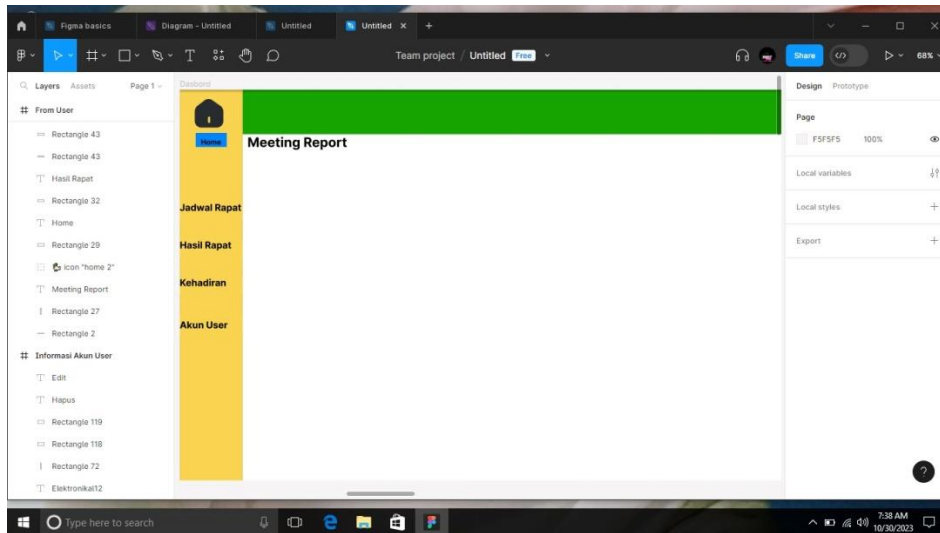 Figma basics
Diagram - Untitled
Untitled
Untitled
Team project / Untitled Free
Share
68%
Layers Assets Page 1
From User
Rectangle 43
Rectangle 43
Hasil Rapat
Rectangle 32
Home
Rectangle 29
icon "home 2"
Meeting Report
Rectangle 27
Rectangle 2
Informasi Akun User
Edit
Hapus
Rectangle 119
Rectangle 118
Rectangle 72
Elektronikal12
Dasbord
Home
Meeting Report
Jadwal Rapat
Hasil Rapat
Kehadiran
Akun User
Design Prototype
Page
F5F5F5 100%
Local variables
Local styles
Export
?
Type here to search
7:38 AM
10/30/2023